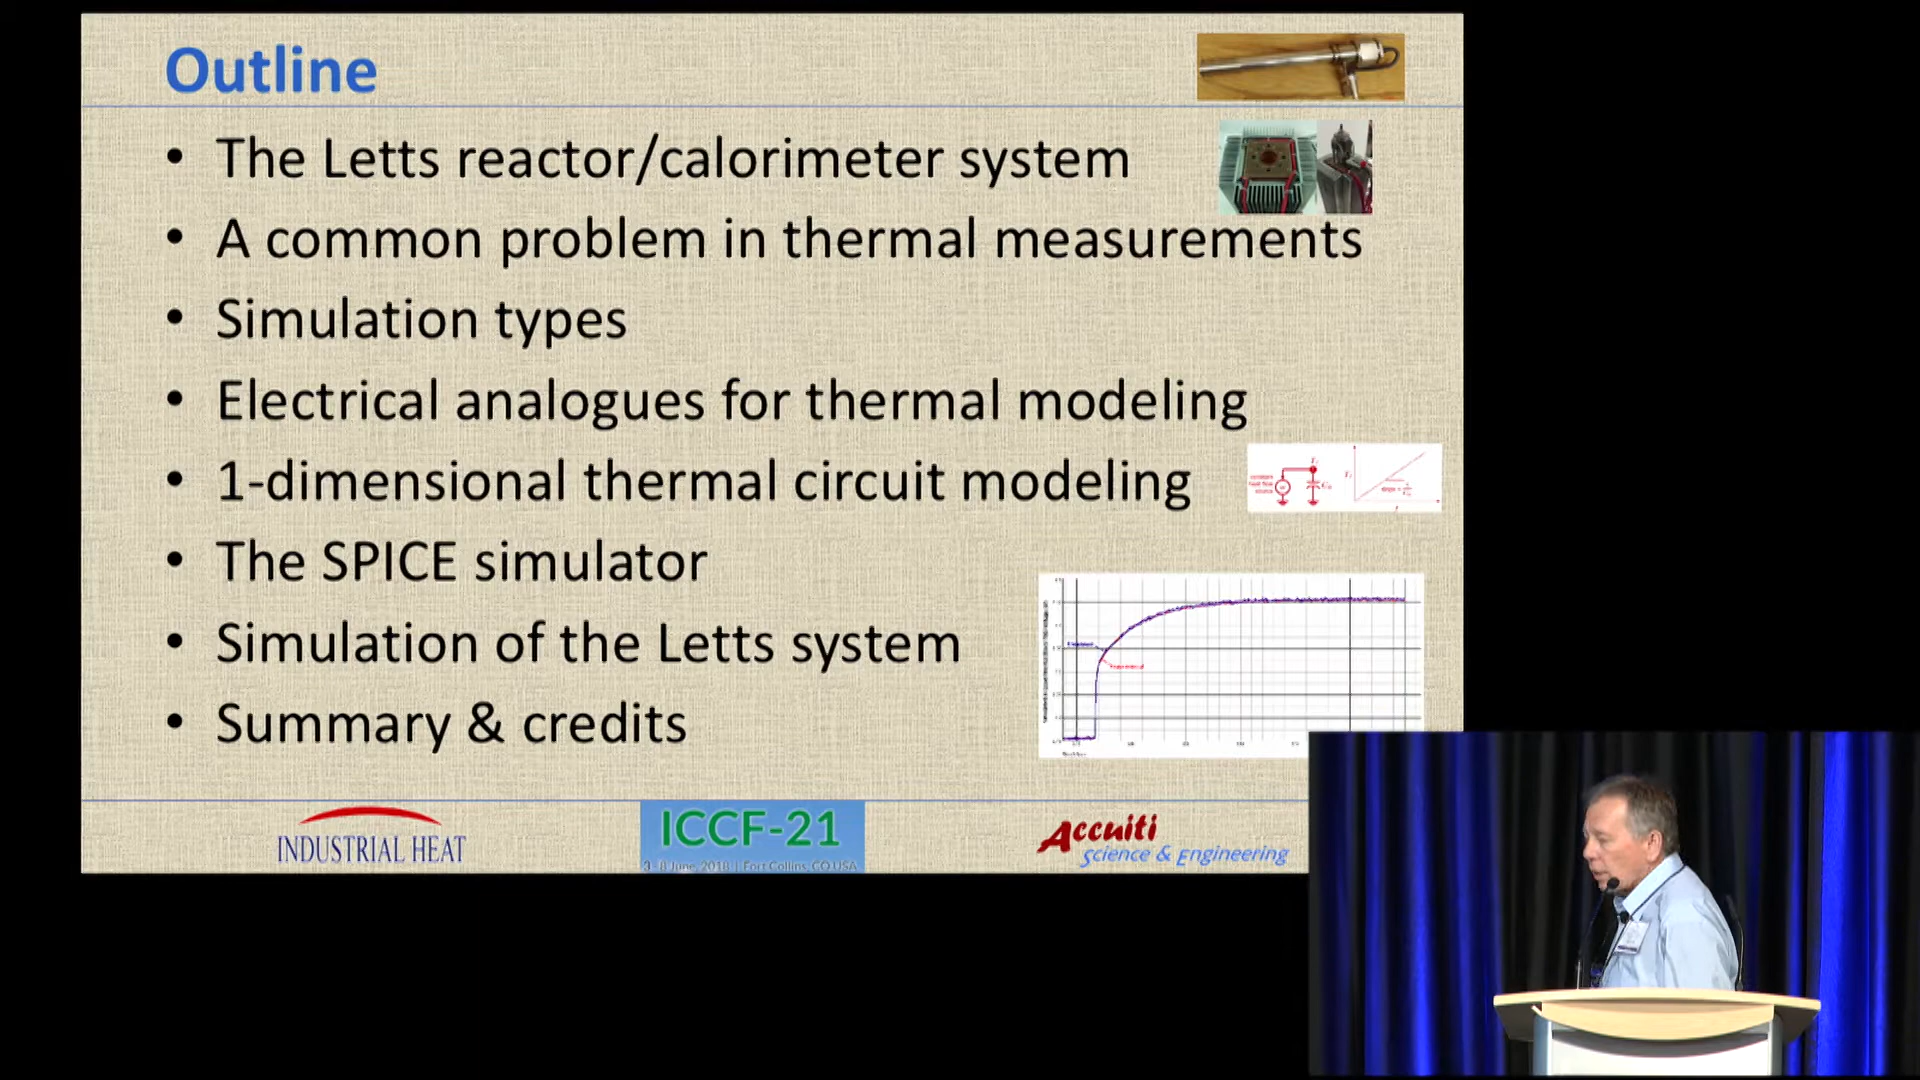 Outline
• The Letts reactor/calorimeter system
• A common problem in thermal measurements
• Simulation types
• Electrical analogues for thermal modeling
• 1-dimensional thermal circuit modeling
• The SPICE simulator
• Simulation of the Letts system
• Summary & credits
INDUSTRIAL HEAT
ICCF-21
3-8 June, 2018 | Fort Collins, CO USA
Accuiti
Science & Engineering